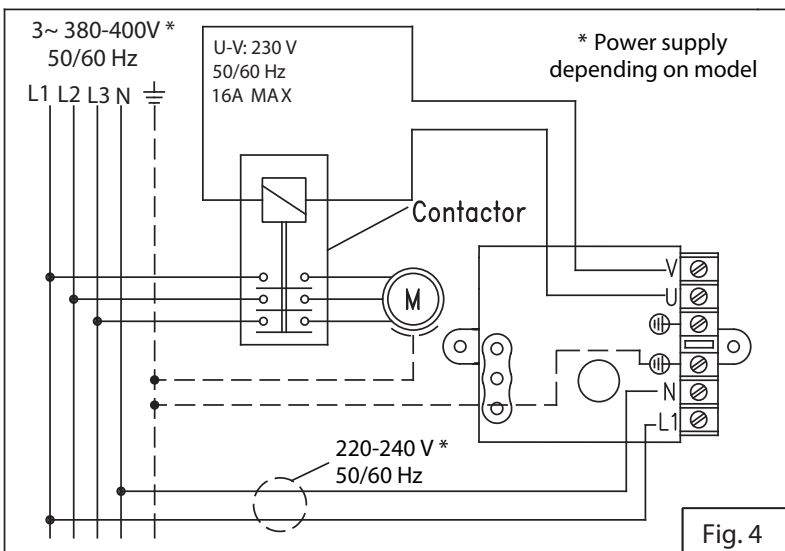 3~ 380-400V *
50/60 Hz
L1 L2 L3 N
U-V: 230 V
50/60 Hz
16A MAX
* Power supply
depending on model
Contactor
M
V
U
N
L1
220-240 V *
50/60 Hz
Fig. 4